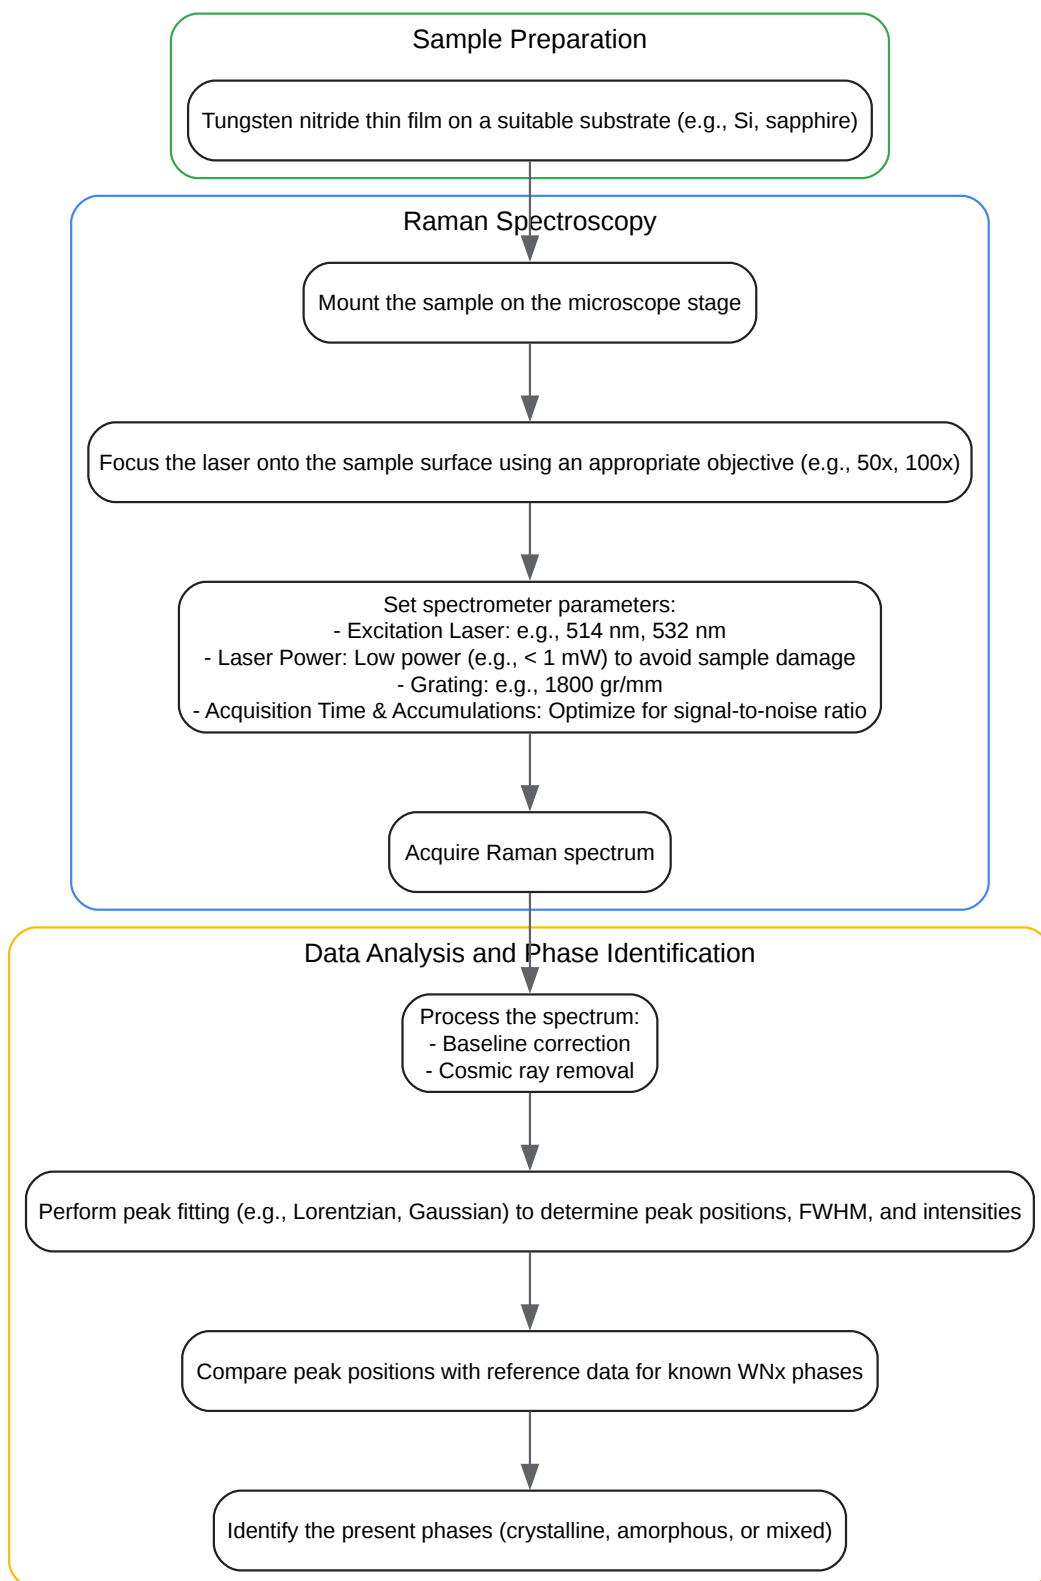 Sample Preparation
Tungsten nitride thin film on a suitable substrate (e.g., Si, sapphire)
Raman Spectroscopy
Mount the sample on the microscope stage
Focus the laser onto the sample surface using an appropriate objective (e.g., 50x, 100x)
Set spectrometer parameters:
- Excitation Laser: e.g., 514 nm, 532 nm
- Laser Power: Low power (e.g., < 1 mW) to avoid sample damage
- Grating: e.g., 1800 gr/mm
- Acquisition Time & Accumulations: Optimize for signal-to-noise ratio
Acquire Raman spectrum
Data Analysis and Phase Identification
Process the spectrum:
- Baseline correction
- Cosmic ray removal
Perform peak fitting (e.g., Lorentzian, Gaussian) to determine peak positions, FWHM, and intensities
Compare peak positions with reference data for known WNx phases
Identify the present phases (crystalline, amorphous, or mixed)